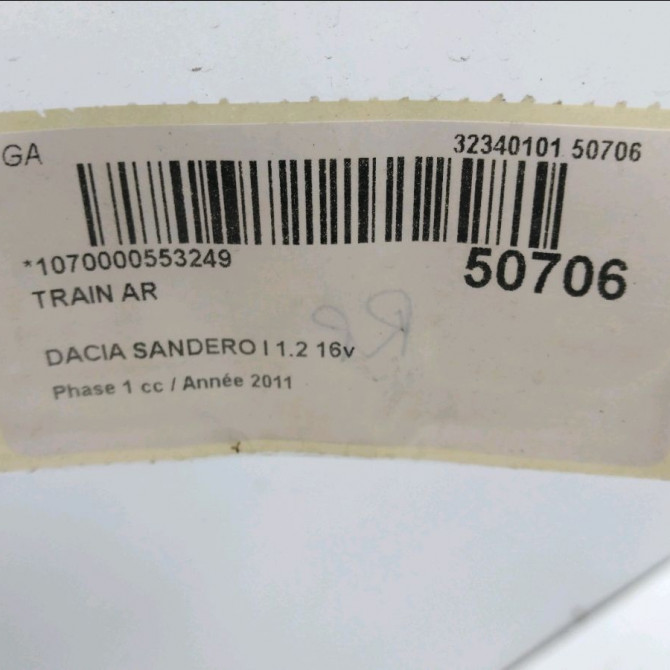 GA
32340101 50706
*1070000553249
50706
TRAIN AR
DACIA SANDERO I 1.2 16v
Phase 1 cc / Année 2011